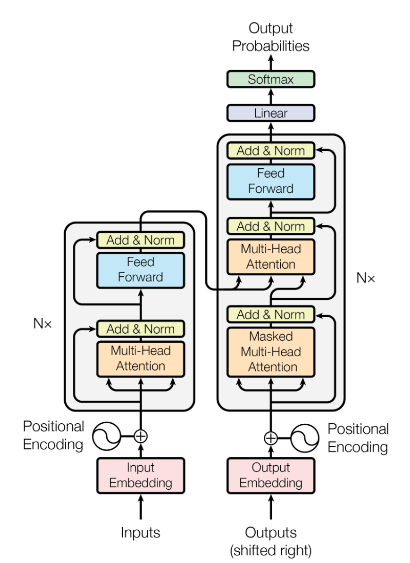 Output
Probabilities
Softmax
Linear
Add & Norm
Feed
Forward
Add & Norm
Multi-Head
Attention
Add & Norm
Masked
Multi-Head
Attention
N×
Add & Norm
Feed
Forward
N×
Add & Norm
Multi-Head
Attention
Positional
Encoding
Positional
Encoding
Input
Embedding
Output
Embedding
Inputs
Outputs
(shifted right)